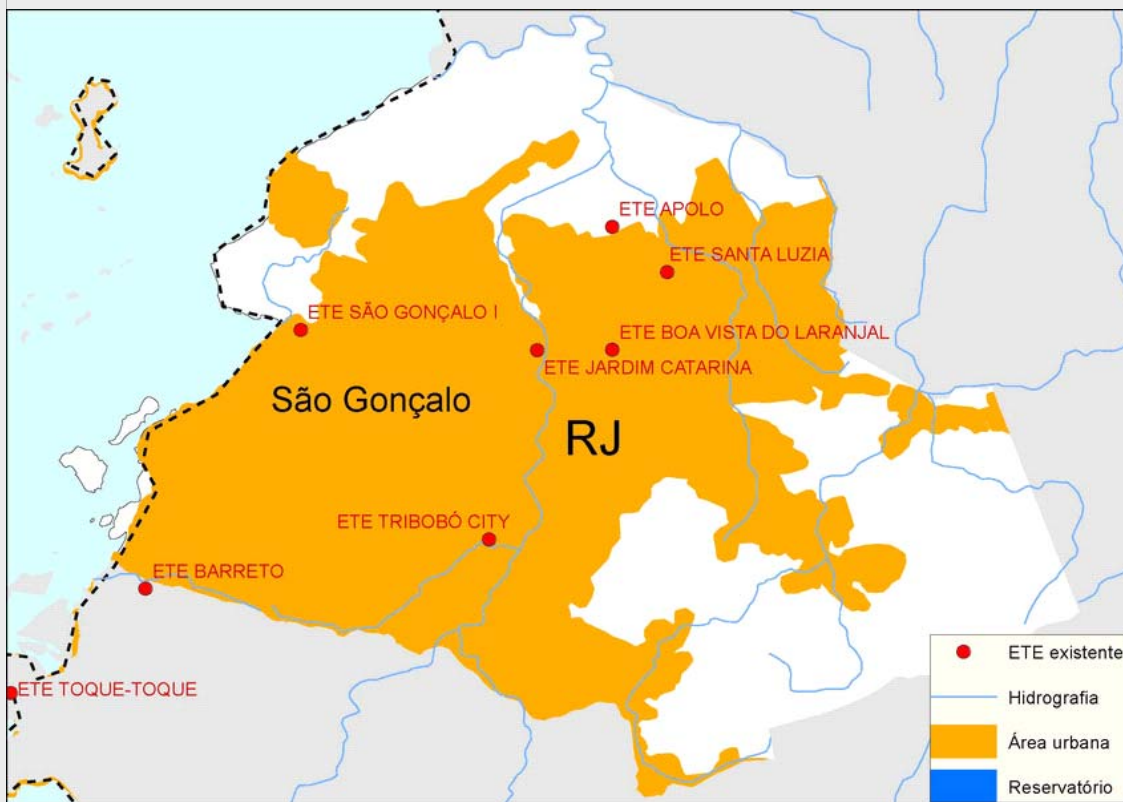 ETE APOLO
ETE SANTA LUZIA
ETE SÃO GONÇALO I
ETE BOA VISTA DO LARANJAL
ETE JARDIM CATARINA
São Gonçalo
RJ
ETE TRIBOBÓ CITY
ETE BARRETO
ETE TOQUE-TOQUE
ETE existente
Hidrografia
Área urbana
Reservatório